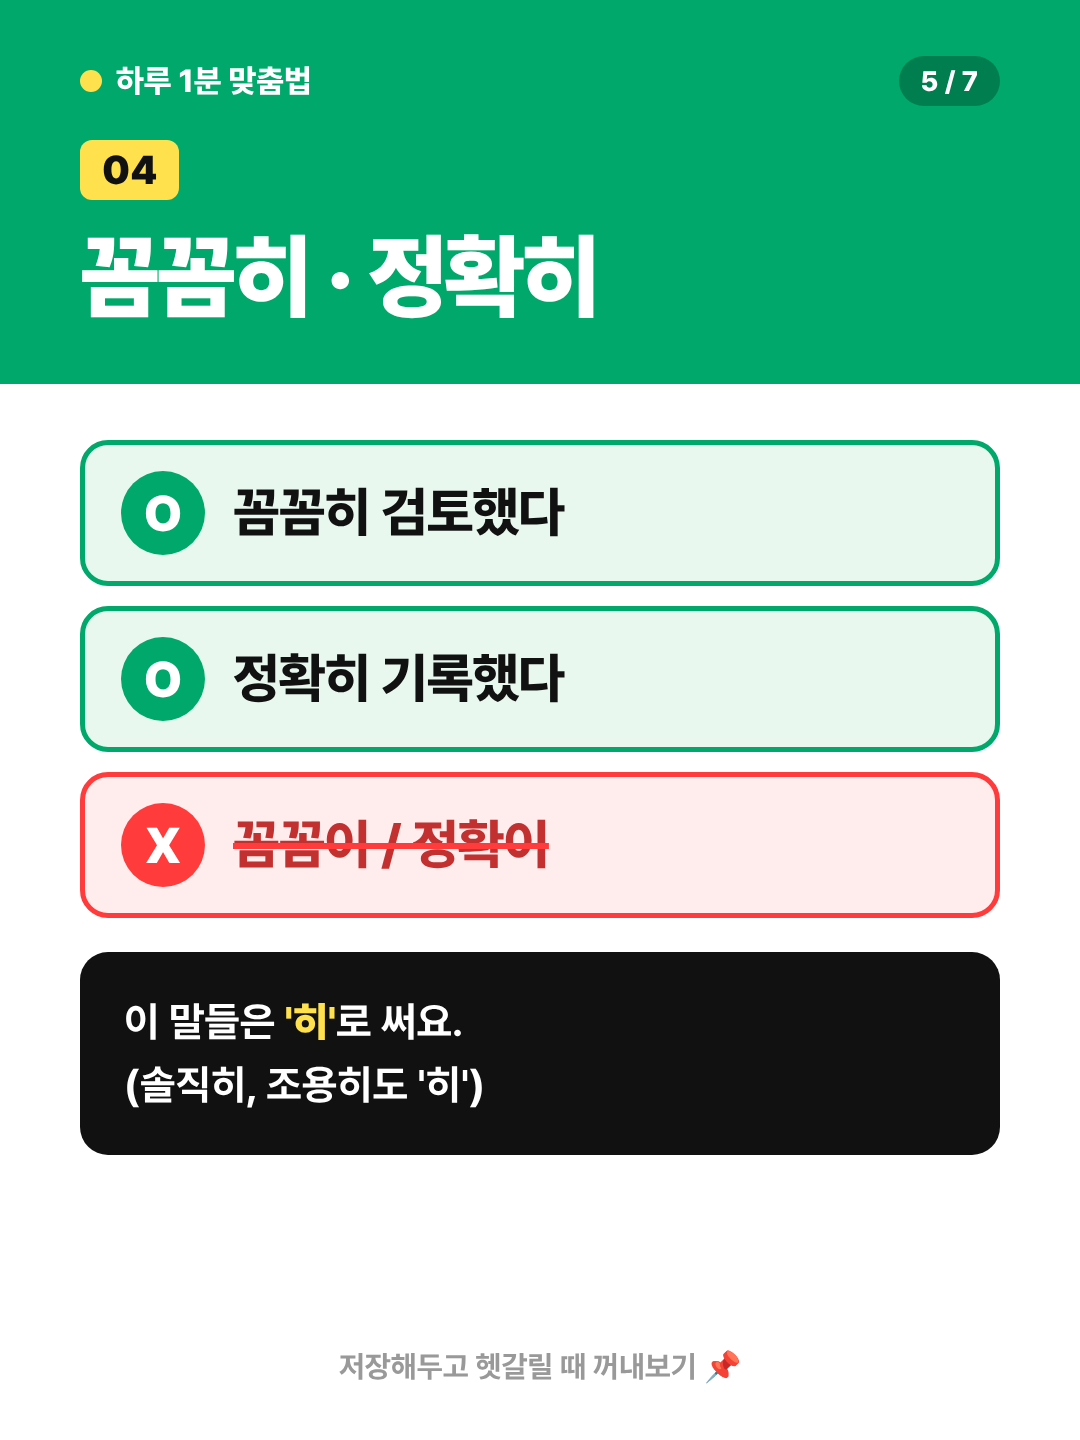 하루 1분 맞춤법
5 / 7
04
꼼꼼히 · 정확히
O 꼼꼼히 검토했다
O 정확히 기록했다
X 꼼꼼이 / 정확이
이 말들은 '히'로 써요.
(솔직히, 조용히도 '히')
저장해두고 헷갈릴 때 꺼내보기 📌